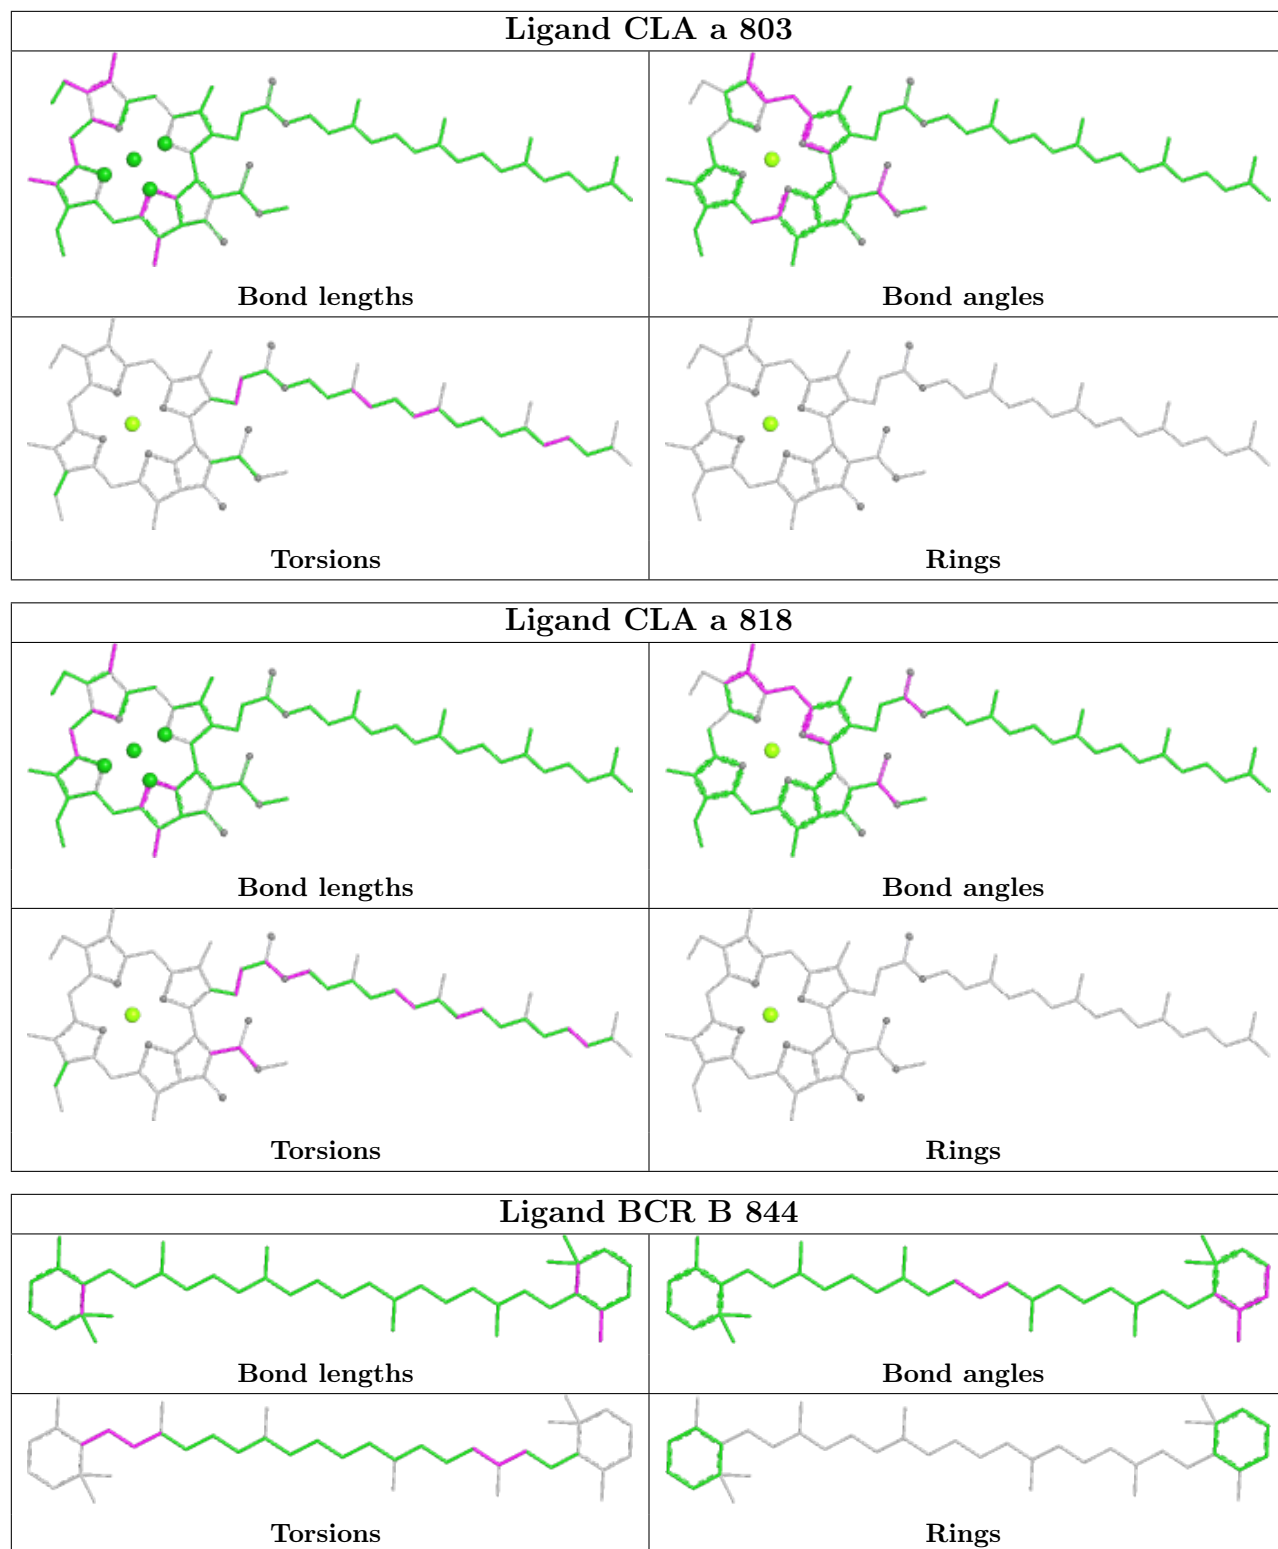 Ligand CLA a 803
Bond lengths
Bond angles
Torsions
Rings
Ligand CLA a 818
Bond lengths
Bond angles
Torsions
Rings
Ligand BCR B 844
Bond lengths
Bond angles
Torsions
Rings